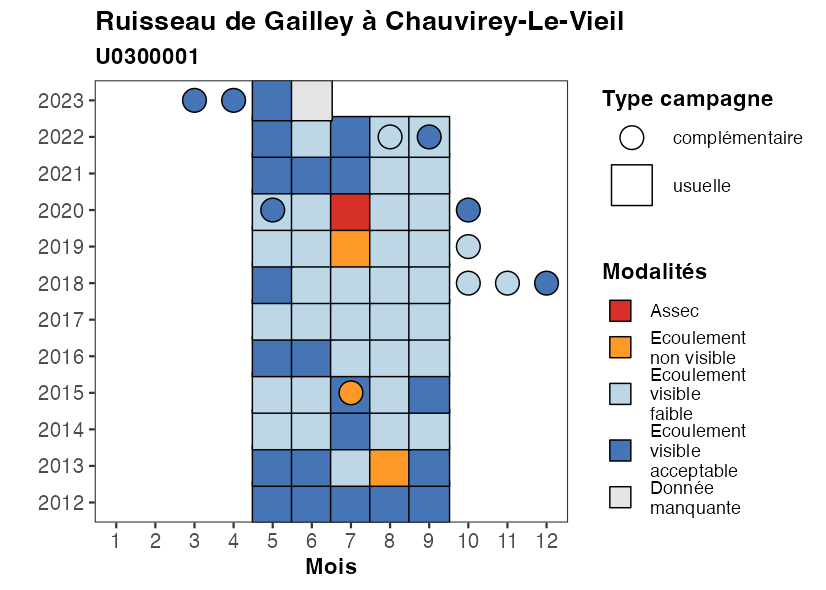 Ruisseau de Gailley à Chauvirey-Le-Vieil
U0300001
2023
2022
2021
2020
2019
2018
2017
2016
2015
2014
2013
2012
1 2 3 4 5 6 7 8 9 10 11 12
Mois
Type campagne
complémentaire
usuelle
Modalités
Assec
Ecoulement
non visible
Ecoulement
visible
faible
Ecoulement
visible
acceptable
Donnée
manquante